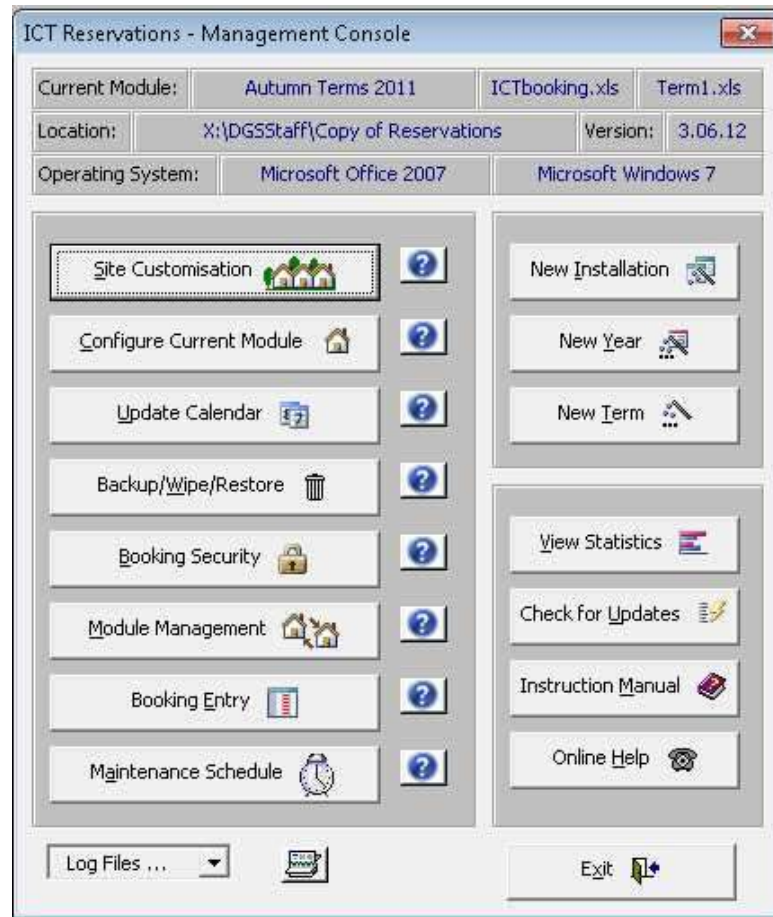 ICT Reservations - Management Console
Current Module: Autumn Terms 2011 ICTbooking.xls Term1.xls
Location: X:\DGSStaff\Copy of Reservations Version: 3.06.12
Operating System: Microsoft Office 2007 Microsoft Windows 7
Site Customisation
Configure Current Module
Update Calendar
Backup/Wipe/Restore
Booking Security
Module Management
Booking Entry
Maintenance Schedule
New Installation
New Year
New Term
View Statistics
Check for Updates
Instruction Manual
Online Help
Log Files ...
Exit